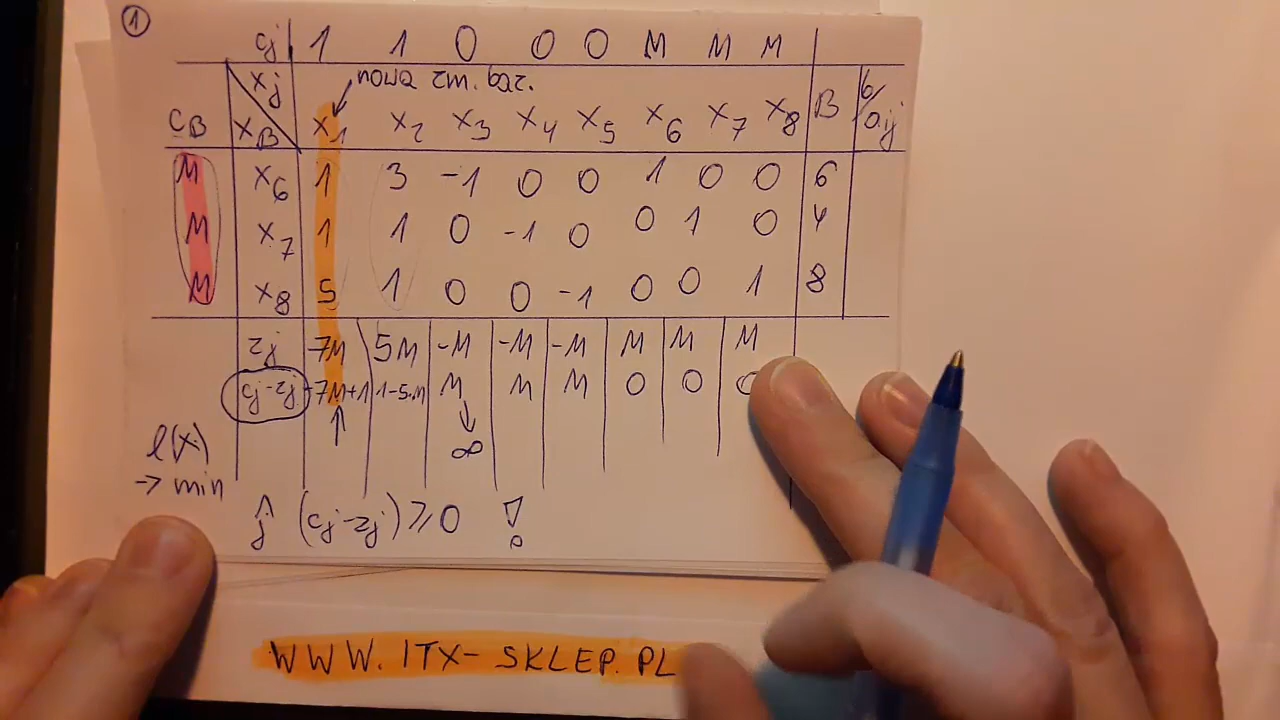 ①
cj 1 1 0 0 0 M M M
xj nowa zm. baz.
cB xB x1 x2 x3 x4 x5 x6 x7 x8 B b/aij
M x6 1 3 -1 0 0 1 0 0 6
M x7 1 1 0 -1 0 0 1 0 4
M x8 5 1 0 0 -1 0 0 1 8
zj 7M 5M -M -M -M M M M
cj-zj -7M+1 1-5M M M M 0 0 0
↑ ↓
∞
l(x)
-> min
^
j (cj-zj) ⩾ 0 !
WWW.ITX-SKLEP.PL